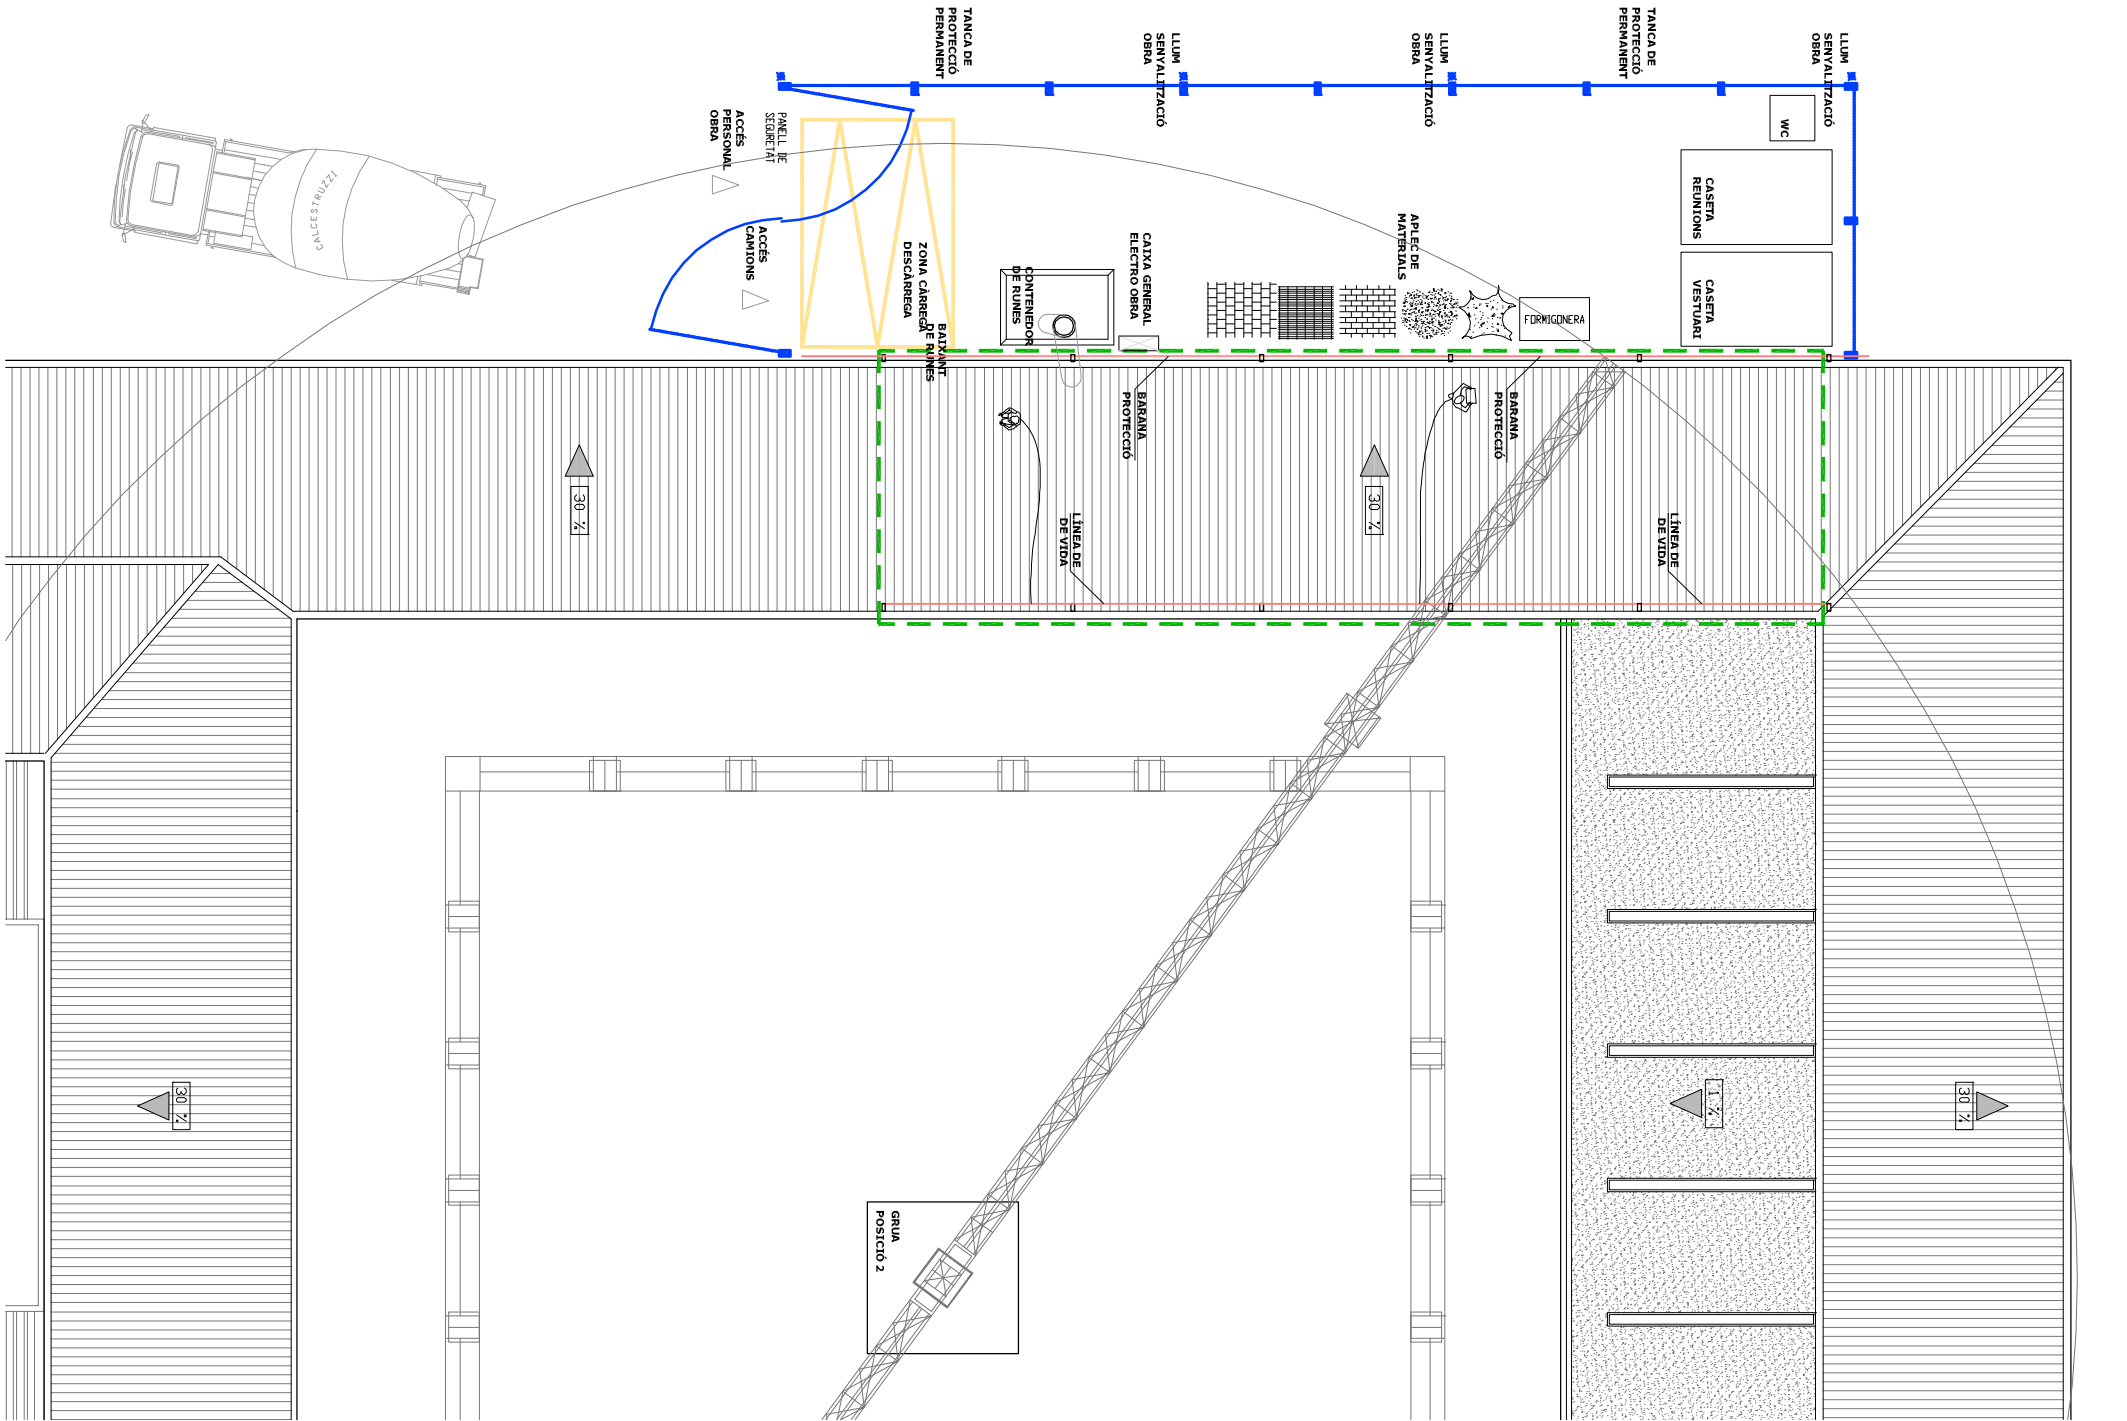 TANCA DE
PROTECCIÓ
PERMANENT
LLUM
SENYALITZACIÓ
OBRA
LLUM
SENYALITZACIÓ
OBRA
TANCA DE
PROTECCIÓ
PERMANENT
LLUM
SENYALITZACIÓ
OBRA
WC
PANELL DE
SEGURETAT
ACCÉS
PERSONAL
OBRA
CALCESTRUZZI
CASETA
REUNIONS
ACCÉS
CAMIONS
ZONA CÀRREGA
DESCÀRREGA
CONTENEDOR
DE RUNES
CAIXA GENERAL
ELECTRO OBRA
APLEC DE
MATERIALS
FORMIGONERA
CASETA
VESTUARI
BAIXANT
DE RUNES
BARANA
PROTECCIÓ
BARANA
PROTECCIÓ
30 %
30 %
LÍNEA DE
DE VIDA
LÍNEA DE
DE VIDA
30 %
1 %
30 %
GRUA
POSICIÓ 2